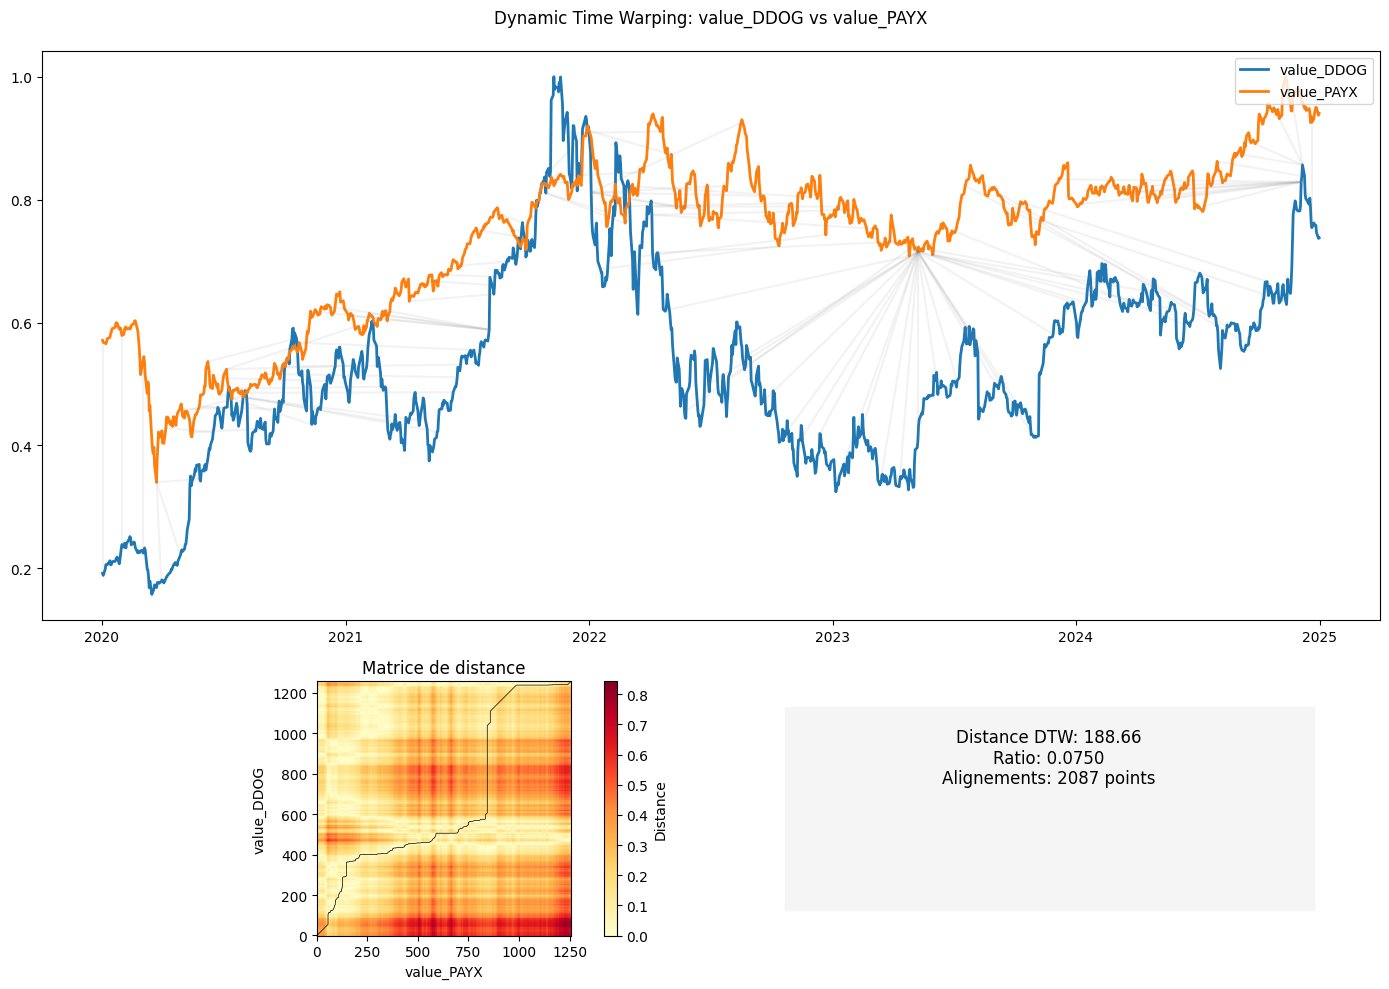 Dynamic Time Warping: value_DDOG vs value_PAYX
value_DDOG
value_PAYX
1.0
0.8
0.6
0.4
0.2
2020 2021 2022 2023 2024 2025
Matrice de distance
value_DDOG
1200
1000
800
600
400
200
0
0 250 500 750 1000 1250
value_PAYX
0.8
0.7
0.6
0.5
0.4
0.3
0.2
0.1
0.0
Distance
Distance DTW: 188.66
Ratio: 0.0750
Alignements: 2087 points